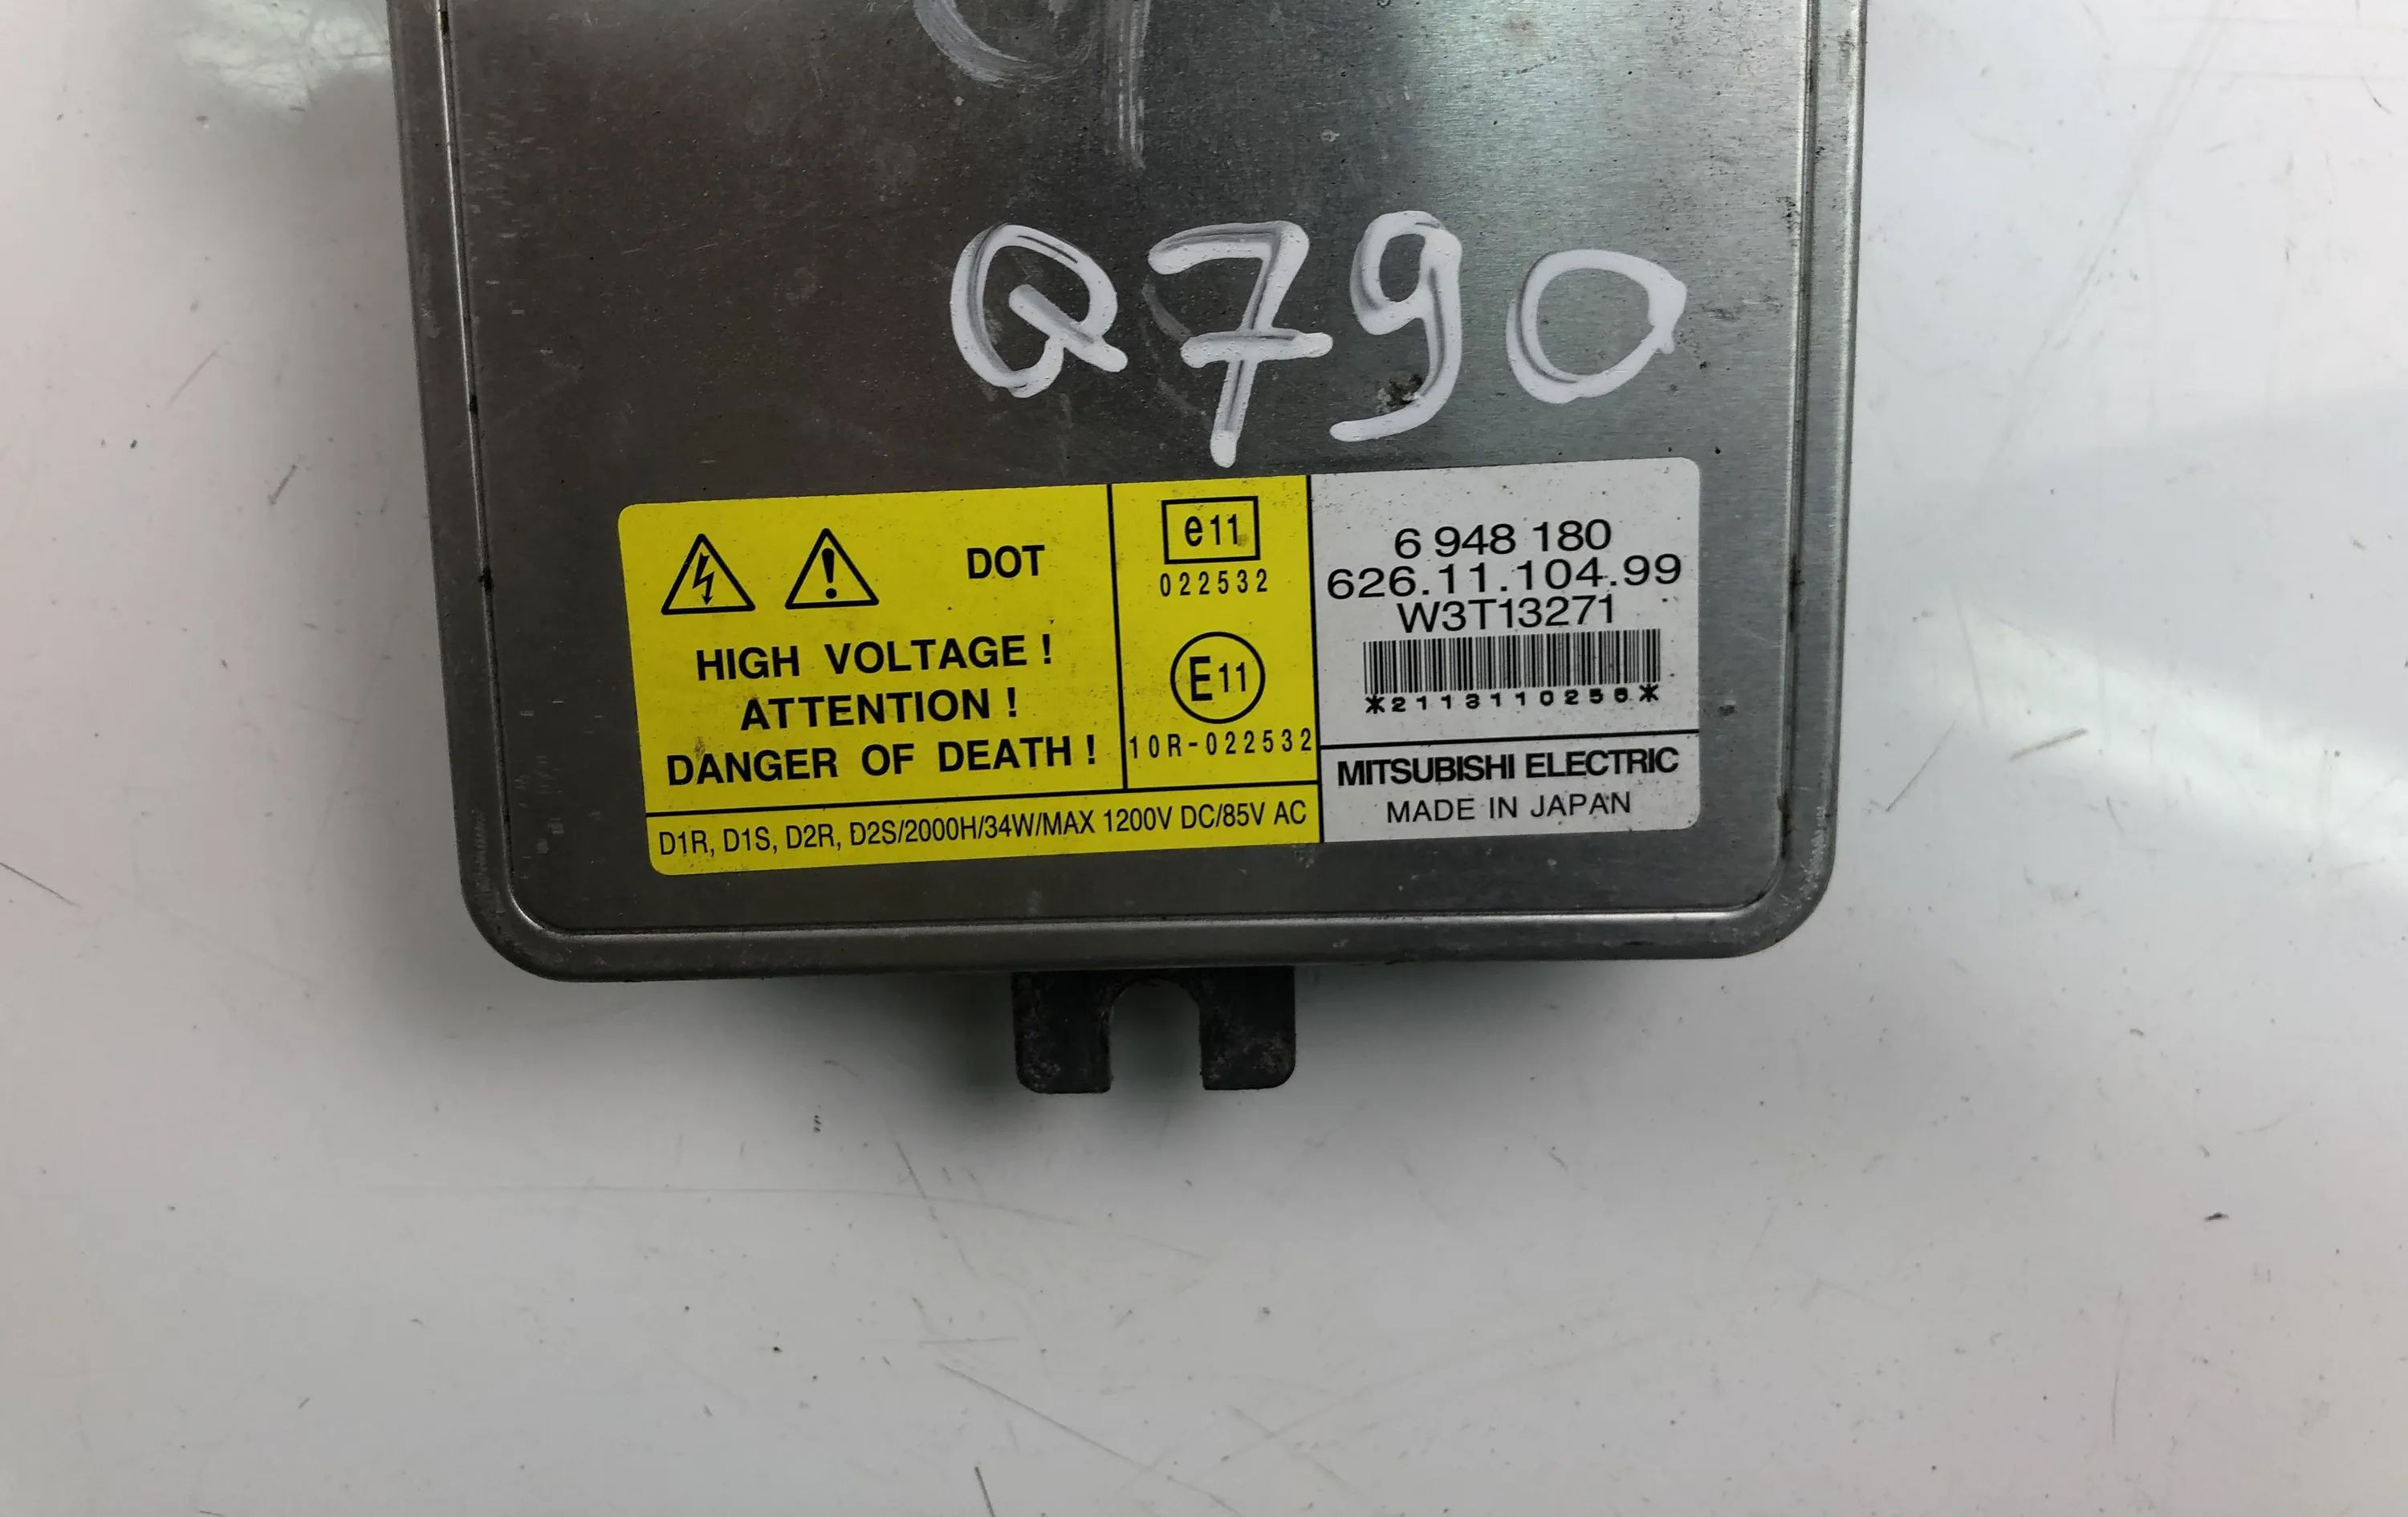 Q790
DOT
HIGH VOLTAGE !
ATTENTION !
DANGER OF DEATH !
e11
022532
E11
10R-022532
D1R, D1S, D2R, D2S/2000H/34W/MAX 1200V DC/85V AC
6 948 180
626.11.104.99
W3T13271
*2113110256*
MITSUBISHI ELECTRIC
MADE IN JAPAN